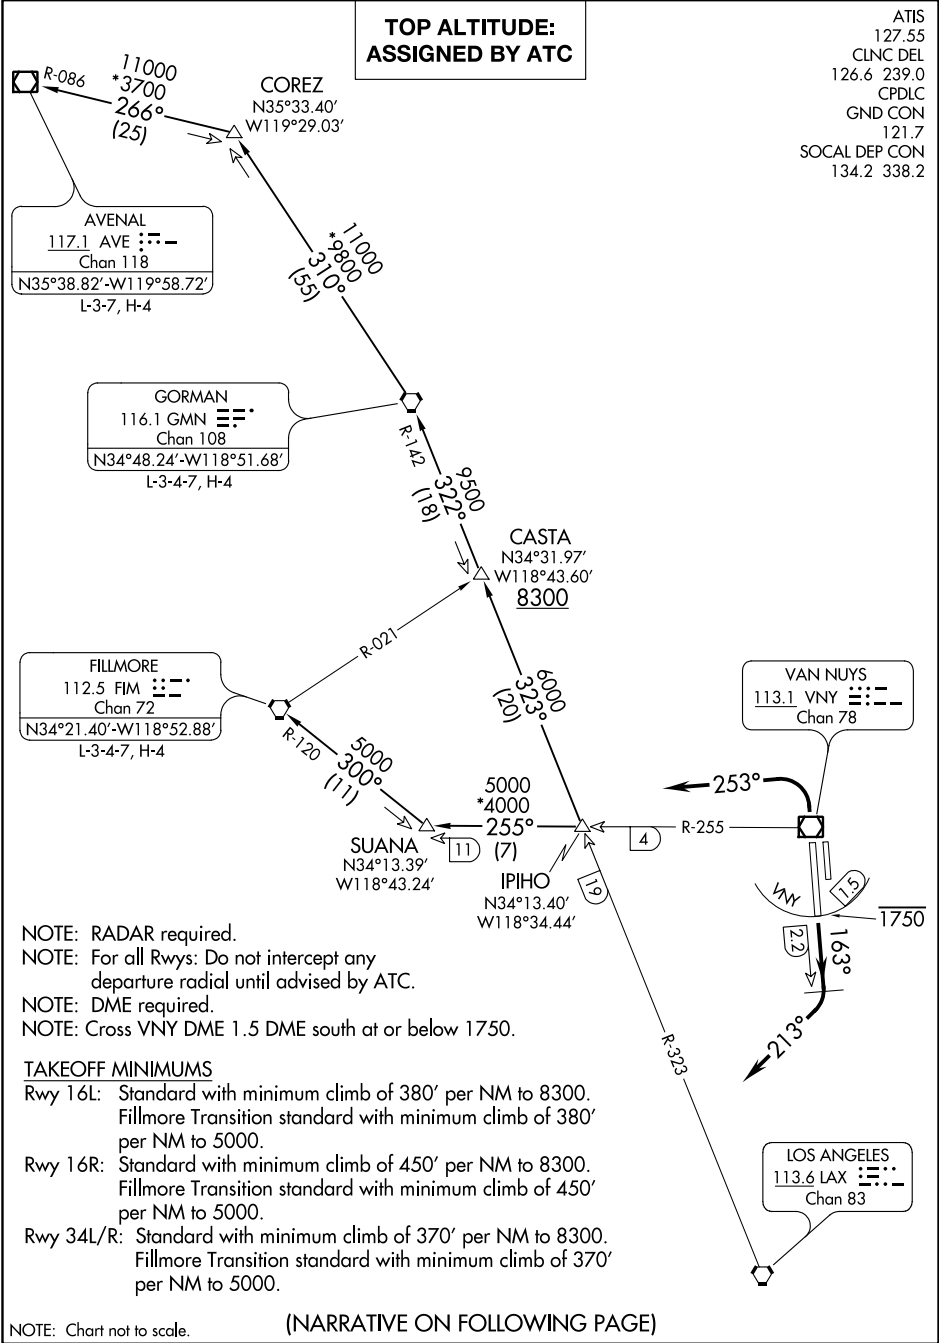 TOP ALTITUDE:
ASSIGNED BY ATC
ATIS
127.55
CLNC DEL
126.6 239.0
CPDLC
GND CON
121.7
SOCAL DEP CON
134.2 338.2
R-086
11000
*3700
266°
(25)
COREZ
N35°33.40′
W119°29.03′
AVENAL
117.1 AVE
Chan 118
N35°38.82′-W119°58.72′
L-3-7, H-4
11000
*9800
310°
(55)
GORMAN
116.1 GMN
Chan 108
N34°48.24′-W118°51.68′
L-3-4-7, H-4
R-142
9500
322°
(18)
CASTA
N34°31.97′
W118°43.60′
8300
R-021
FILLMORE
112.5 FIM
Chan 72
N34°21.40′-W118°52.88′
L-3-4-7, H-4
6000
323°
(20)
VAN NUYS
113.1 VNY
Chan 78
R-120
5000
300°
(11)
253°
5000
*4000
255°
(7)
R-255
4
SUANA
N34°13.39′
W118°43.24′
11
IPIHO
N34°13.40′
W118°34.44′
19
VNY
1.5
1750
2.2
163°
213°
NOTE: RADAR required.
NOTE: For all Rwys: Do not intercept any
departure radial until advised by ATC.
NOTE: DME required.
NOTE: Cross VNY DME 1.5 DME south at or below 1750.
R-323
TAKEOFF MINIMUMS
Rwy 16L: Standard with minimum climb of 380′ per NM to 8300.
Fillmore Transition standard with minimum climb of 380′
per NM to 5000.
Rwy 16R: Standard with minimum climb of 450′ per NM to 8300.
Fillmore Transition standard with minimum climb of 450′
per NM to 5000.
Rwy 34L/R: Standard with minimum climb of 370′ per NM to 8300.
Fillmore Transition standard with minimum climb of 370′
per NM to 5000.
LOS ANGELES
113.6 LAX
Chan 83
NOTE: Chart not to scale.
(NARRATIVE ON FOLLOWING PAGE)